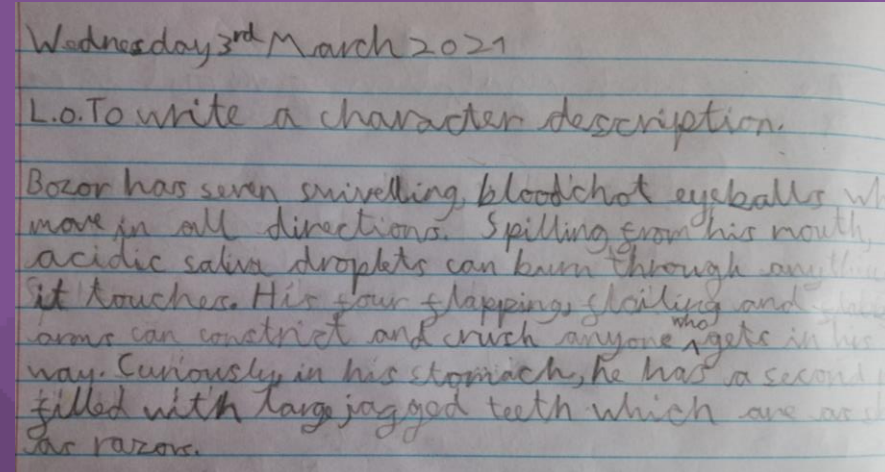 Wednesday 3rd March 2021
L.o. To write a character description.
Bozor has seven swivelling, bloodchot eyeballs
move in all directions. Spilling from his mouth,
acidic saliva droplets can burn through
it touches. His four flapping, flailing and
arms can constrict and crush anyone who gets in his
way. Curiously, in his stomach, he has a second
filled with large jagged teeth which are as
as razors.